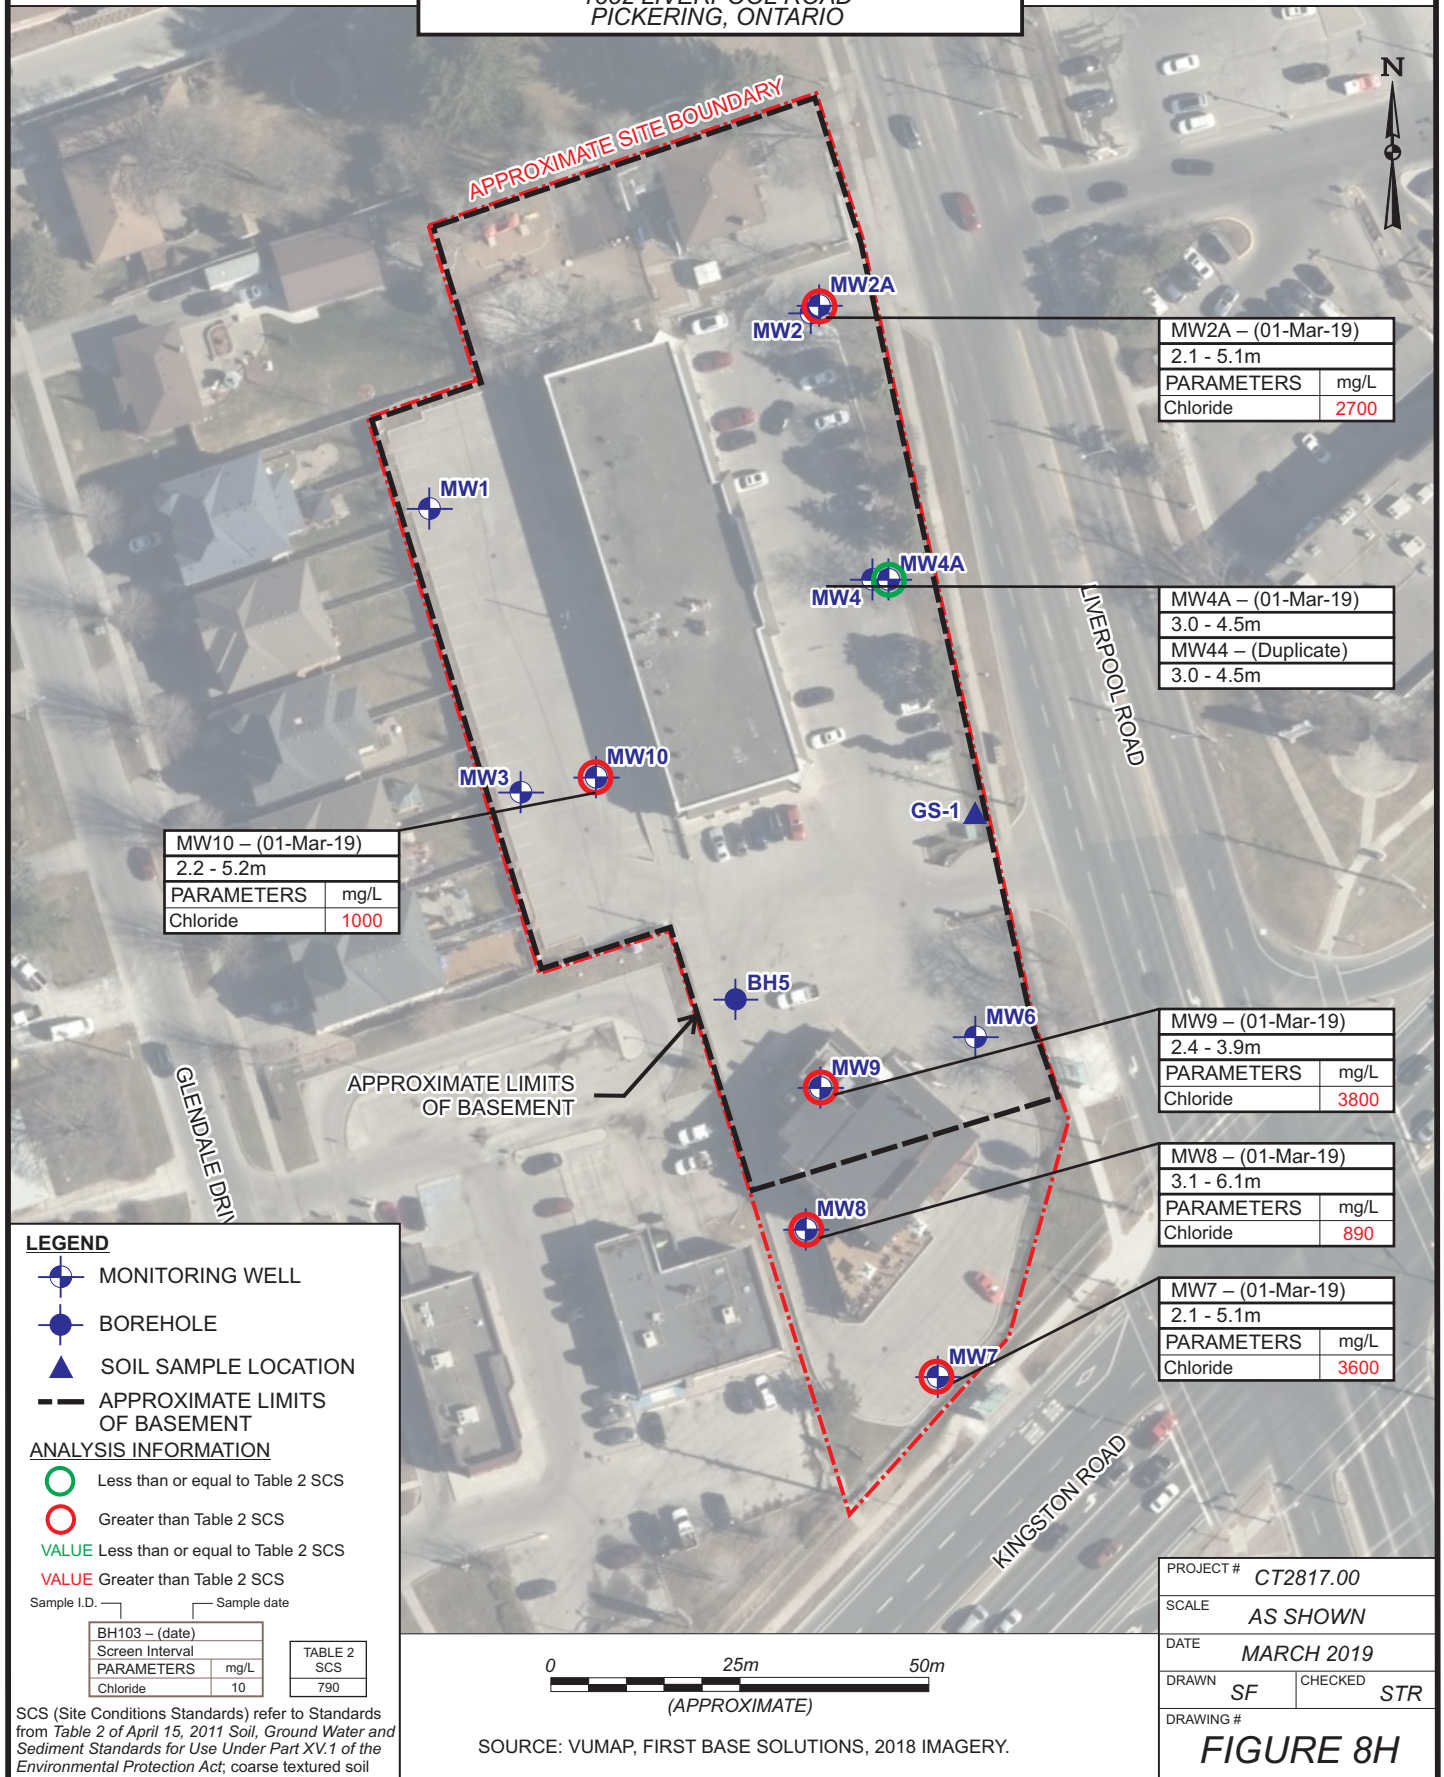 PICKERING, ONTARIO
N
APPROXIMATE SITE BOUNDARY
MW2A
MW2
MW2A – (01-Mar-19)
2.1 - 5.1m
PARAMETERS mg/L
Chloride 2700
MW1
MW4A
MW4
MW4A – (01-Mar-19)
3.0 - 4.5m
MW44 – (Duplicate)
3.0 - 4.5m
LIVERPOOL ROAD
MW10
MW3
GS-1
MW10 – (01-Mar-19)
2.2 - 5.2m
PARAMETERS mg/L
Chloride 1000
BH5
MW6
MW9
MW9 – (01-Mar-19)
2.4 - 3.9m
PARAMETERS mg/L
Chloride 3800
APPROXIMATE LIMITS
OF BASEMENT
GLENDALE
MW8
MW8 – (01-Mar-19)
3.1 - 6.1m
PARAMETERS mg/L
Chloride 890
MW7
MW7 – (01-Mar-19)
2.1 - 5.1m
PARAMETERS mg/L
Chloride 3600
KINGSTON ROAD
LEGEND
MONITORING WELL
BOREHOLE
SOIL SAMPLE LOCATION
APPROXIMATE LIMITS
OF BASEMENT
ANALYSIS INFORMATION
Less than or equal to Table 2 SCS
Greater than Table 2 SCS
VALUE Less than or equal to Table 2 SCS
VALUE Greater than Table 2 SCS
Sample I.D. Sample date
BH103 – (date)
Screen Interval
PARAMETERS mg/L
Chloride 10
TABLE 2
SCS
790
SCS (Site Conditions Standards) refer to Standards
from Table 2 of April 15, 2011 Soil, Ground Water and
Sediment Standards for Use Under Part XV.1 of the
Environmental Protection Act; coarse textured soil
0 25m 50m
(APPROXIMATE)
SOURCE: VUMAP, FIRST BASE SOLUTIONS, 2018 IMAGERY.
PROJECT # CT2817.00
SCALE AS SHOWN
DATE MARCH 2019
DRAWN SF CHECKED STR
DRAWING #
FIGURE 8H